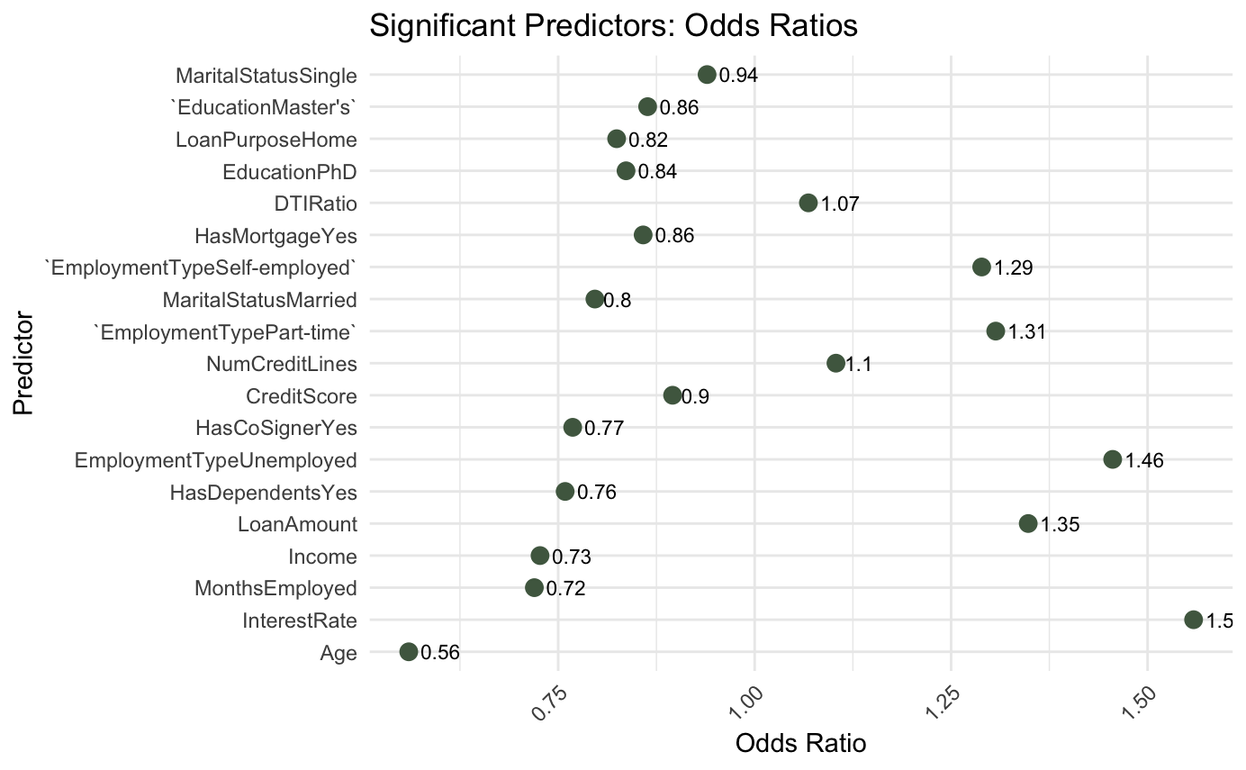 Significant Predictors: Odds Ratios
MaritalStatusSingle 0.94
`EducationMaster's` 0.86
LoanPurposeHome 0.82
EducationPhD 0.84
DTIRatio 1.07
HasMortgageYes 0.86
`EmploymentTypeSelf-employed` 1.29
MaritalStatusMarried 0.8
`EmploymentTypePart-time` 1.31
NumCreditLines 1.1
CreditScore 0.9
HasCoSignerYes 0.77
EmploymentTypeUnemployed 1.46
HasDependentsYes 0.76
LoanAmount 1.35
Income 0.73
MonthsEmployed 0.72
InterestRate 1.5
Age 0.56
Predictor
0.75 1.00 1.25 1.50
Odds Ratio